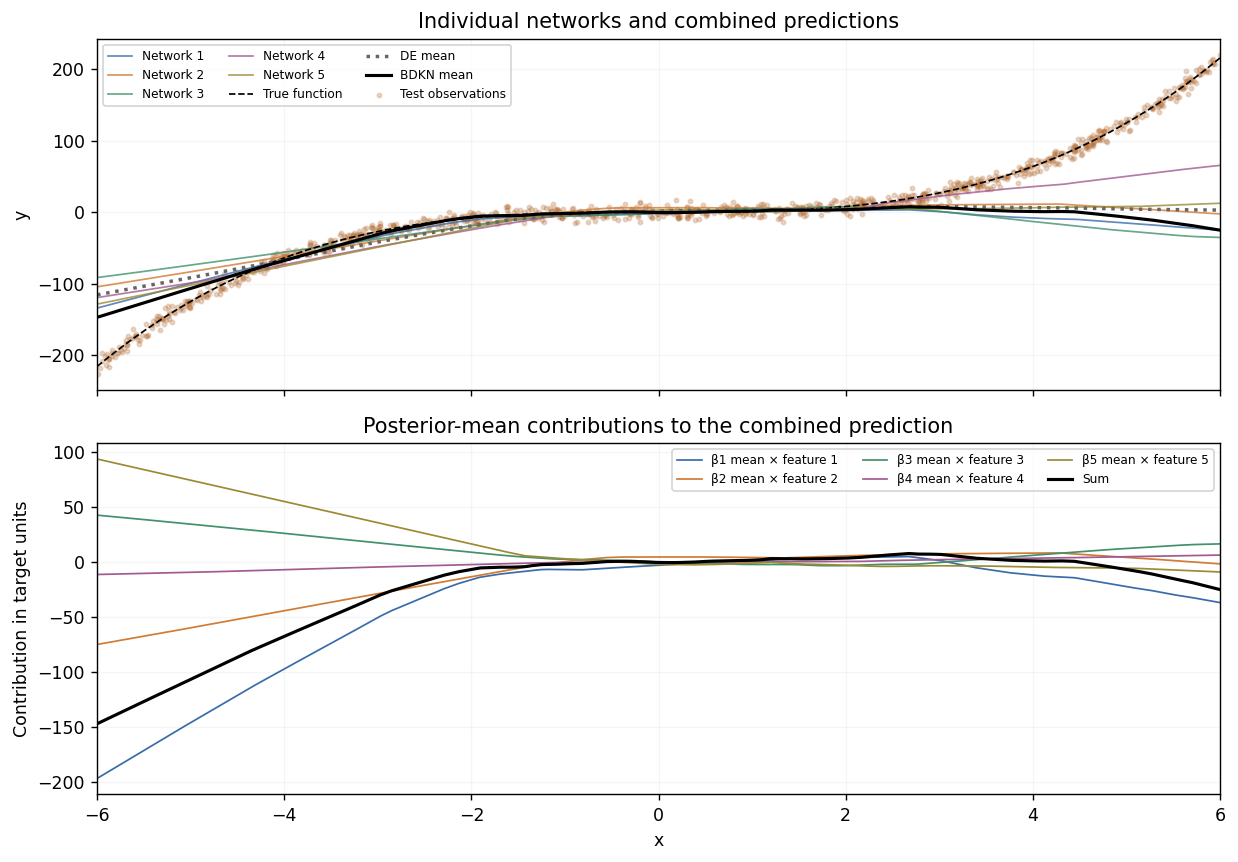 Individual networks and combined predictions
Network 1
Network 2
Network 3
Network 4
Network 5
True function
DE mean
BDKN mean
Test observations
200
100
0
−100
−200
y
Posterior-mean contributions to the combined prediction
β1 mean × feature 1
β2 mean × feature 2
β3 mean × feature 3
β4 mean × feature 4
β5 mean × feature 5
Sum
100
50
0
−50
−100
−150
−200
Contribution in target units
−6 −4 −2 0 2 4 6
x